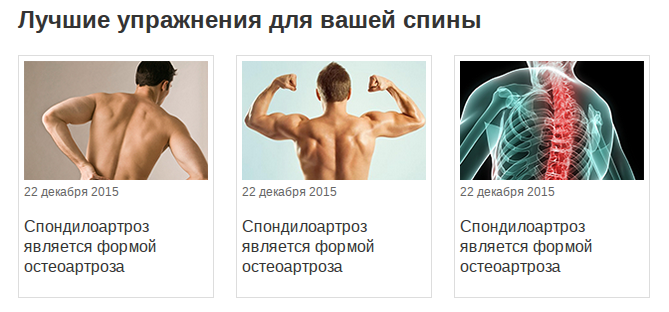 Лучшие упражнения для вашей спины
22 декабря 2015
Спондилоартроз
является формой
остеоартроза
22 декабря 2015
Спондилоартроз
является формой
остеоартроза
22 декабря 2015
Спондилоартроз
является формой
остеоартроза